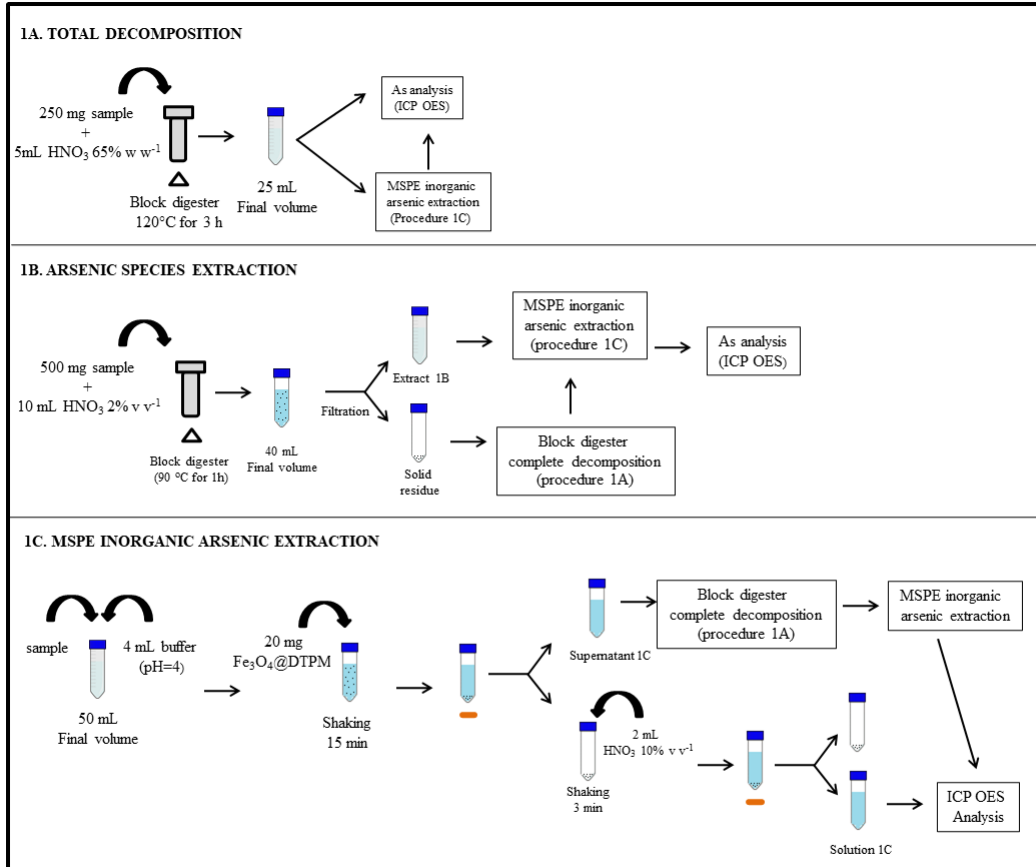 1A. TOTAL DECOMPOSITION
250 mg sample
+
5mL HNO₃ 65% w w⁻¹
Block digester
120°C for 3 h
25 mL
Final volume
As analysis
(ICP OES)
MSPE inorganic
arsenic extraction
(Procedure 1C)
1B. ARSENIC SPECIES EXTRACTION
500 mg sample
+
10 mL HNO₃ 2% v v⁻¹
Block digester
(90 °C for 1h)
40 mL
Final volume
Filtration
Extract 1B
Solid
residue
MSPE inorganic
arsenic extraction
(procedure 1C)
Block digester
complete decomposition
(procedure 1A)
As analysis
(ICP OES)
1C. MSPE INORGANIC ARSENIC EXTRACTION
sample
4 mL buffer
(pH=4)
50 mL
Final volume
20 mg
Fe₃O₄@DTPM
Shaking
15 min
Supernatant 1C
Block digester
complete decomposition
(procedure 1A)
MSPE inorganic
arsenic extraction
2 mL
HNO₃ 10% v v⁻¹
Shaking
3 min
Solution 1C
ICP OES
Analysis